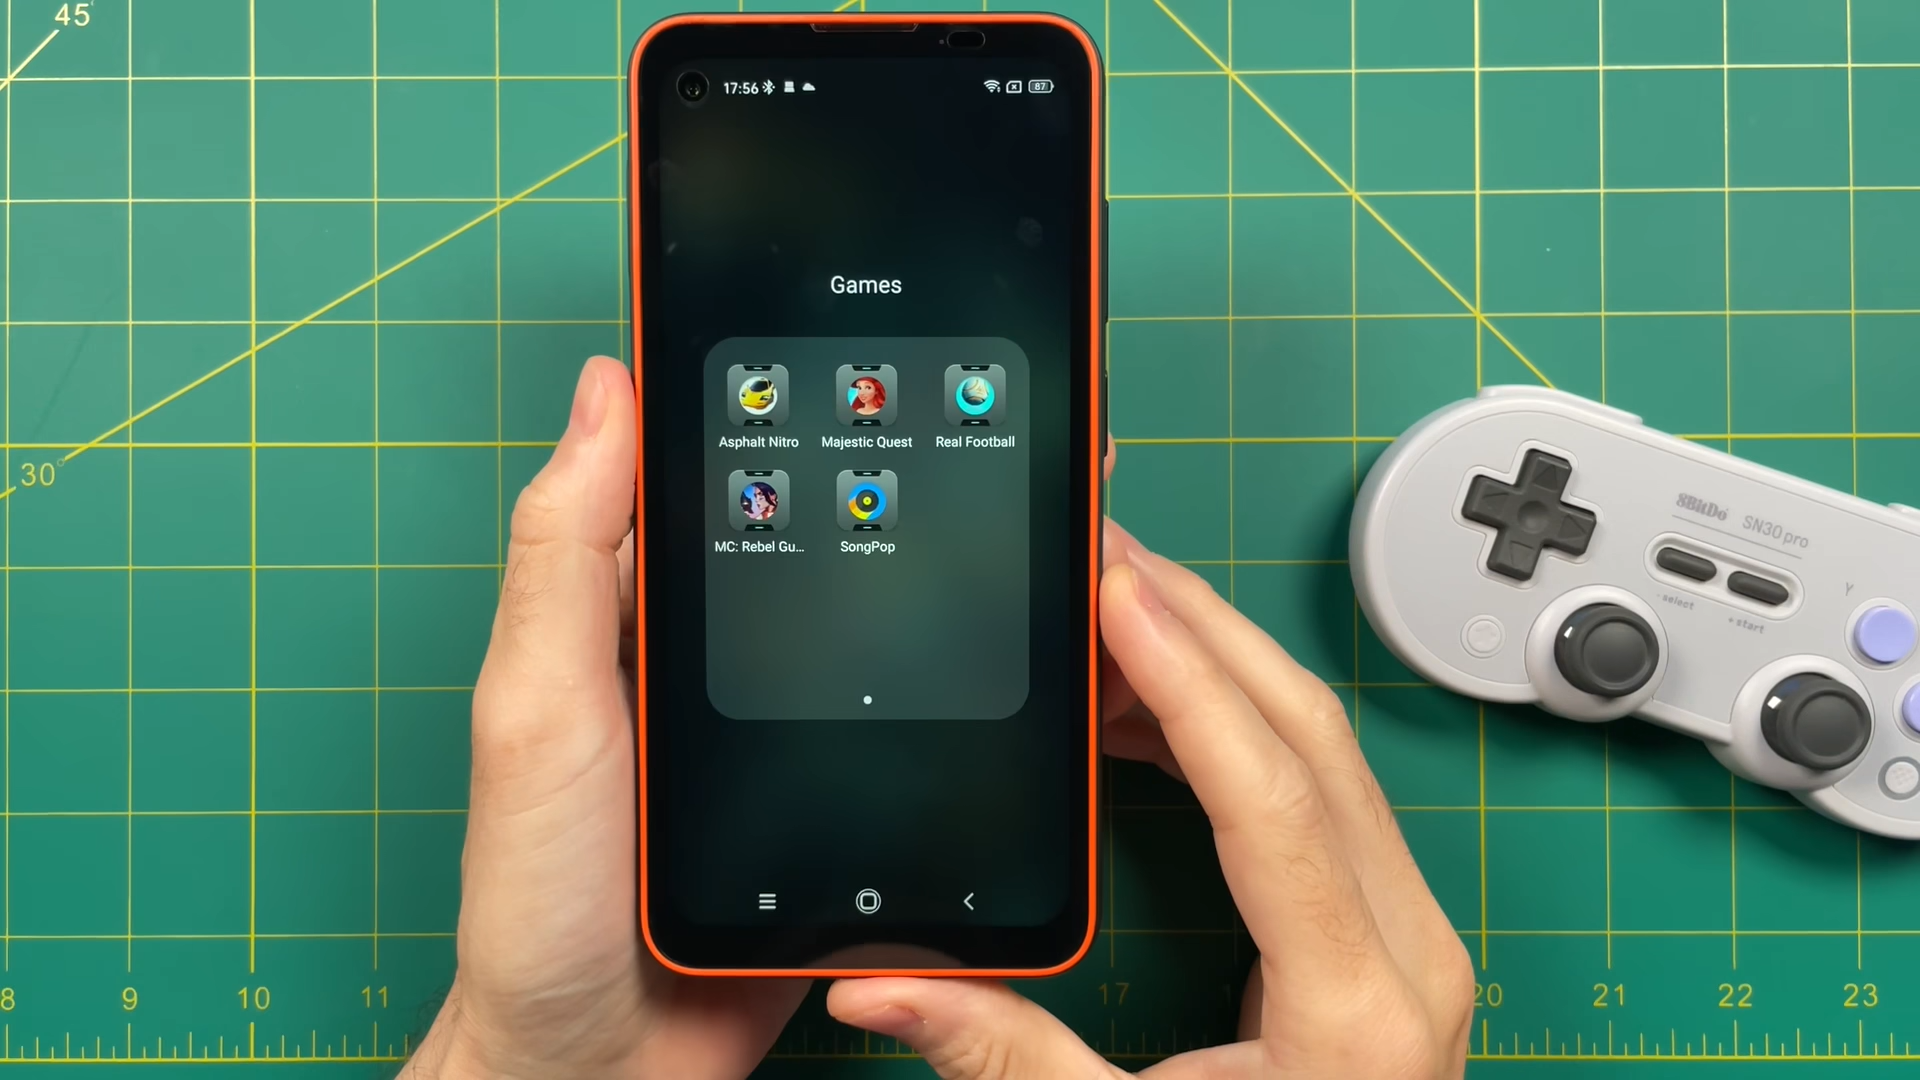 45°
17:56
87
Games
Asphalt Nitro
Majestic Quest
Real Football
MC: Rebel Gu...
SongPop
30°
8BitDo SN30 pro
- select
+ start
Y
8 9 10 11 17 20 21 22 23